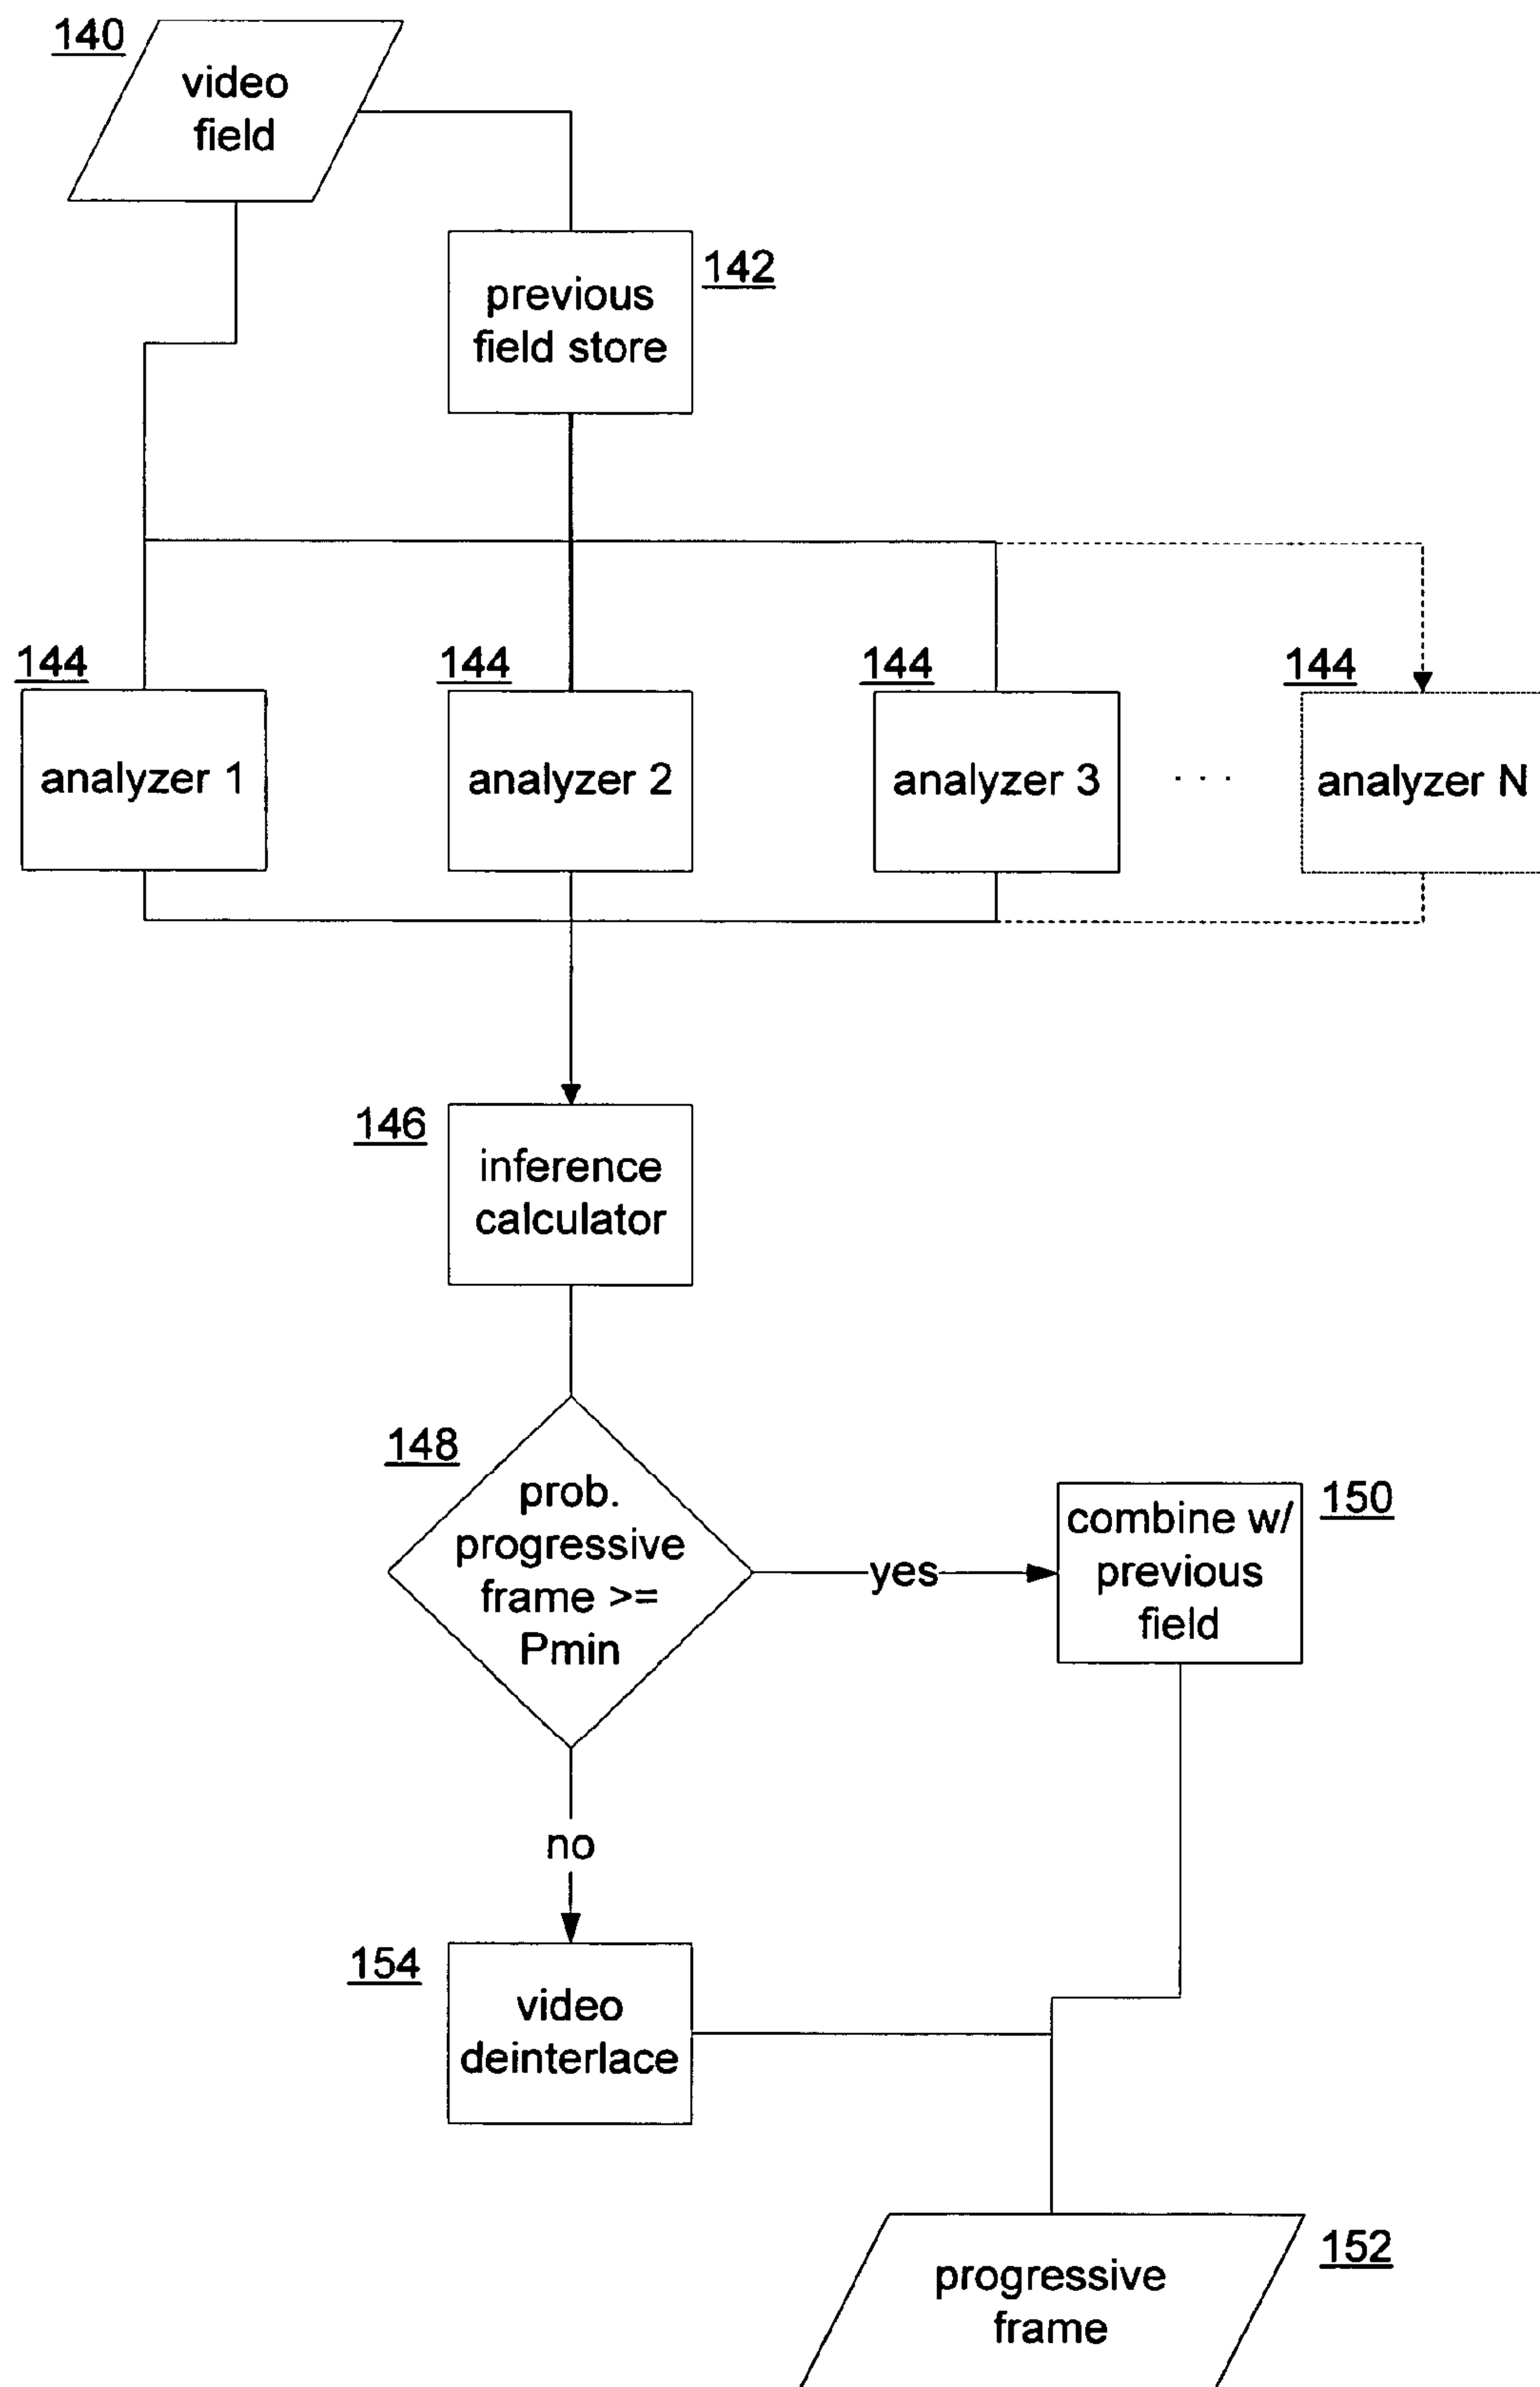 140
video
field
142
previous
field store
144
analyzer 1
144
analyzer 2
144
analyzer 3
. . .
144
analyzer N
146
inference
calculator
148
prob.
progressive
frame >=
Pmin
yes
150
combine w/
previous
field
no
154
video
deinterlace
152
progressive
frame